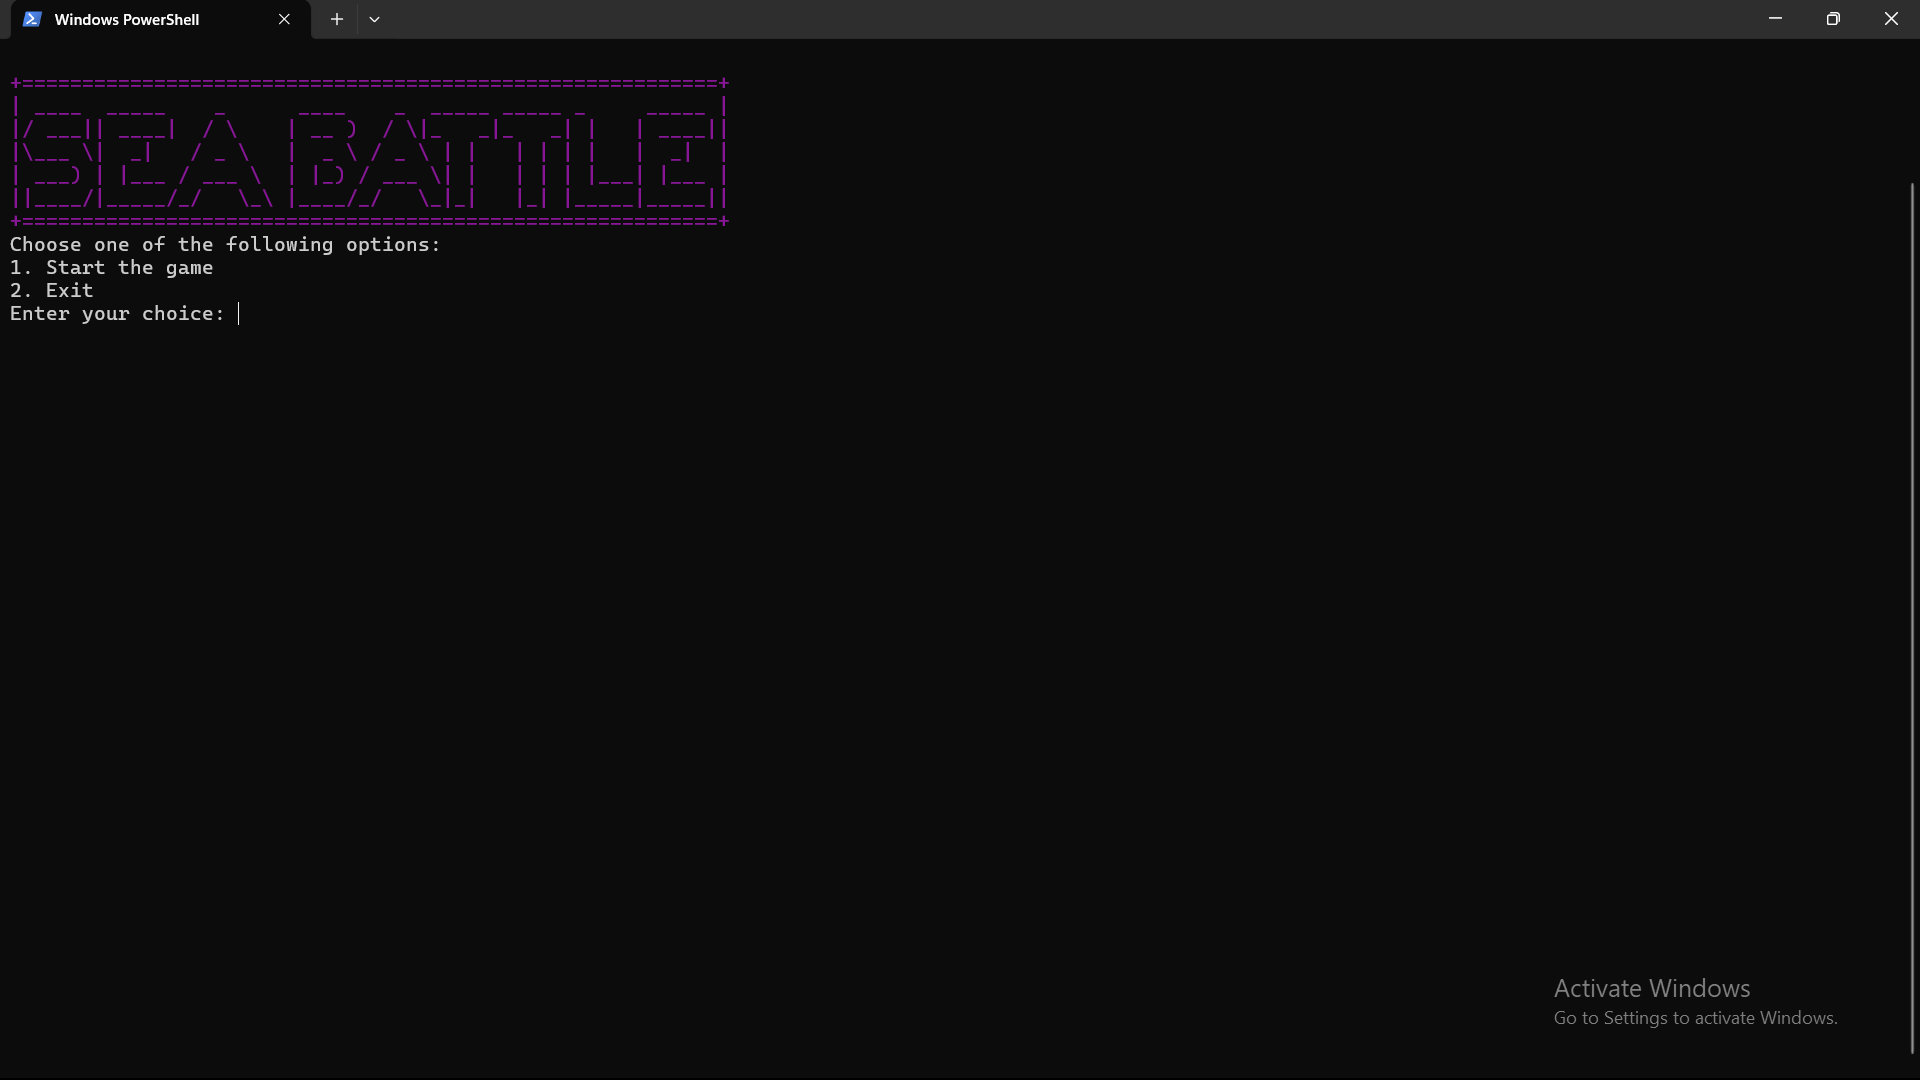 Windows PowerShell
SEA BATTLE
Choose one of the following options:
1. Start the game
2. Exit
Enter your choice:
Activate Windows
Go to Settings to activate Windows.